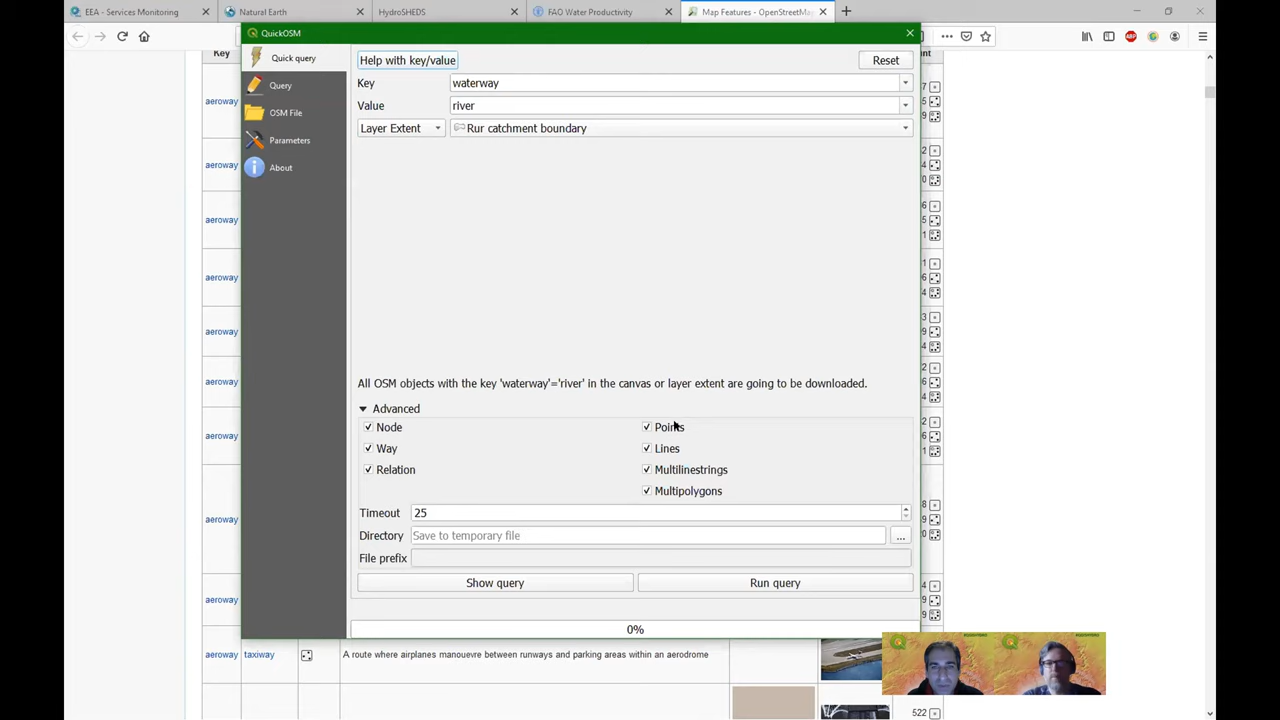 EEA - Services Monitoring
Natural Earth
HydroSHEDS
FAO Water Productivity
Map Features - OpenStreetMa
QuickOSM
Key
Quick query
Query
OSM File
Parameters
About
Help with key/value
Reset
Key waterway
Value river
Layer Extent Rur catchment boundary
All OSM objects with the key 'waterway'='river' in the canvas or layer extent are going to be downloaded.
Advanced
Node Points
Way Lines
Relation Multilinestrings
Multipolygons
Timeout 25
Directory Save to temporary file ...
File prefix
Show query Run query
0%
aeroway
aeroway
aeroway
aeroway
aeroway
aeroway
aeroway
aeroway
aeroway
aeroway taxiway A route where airplanes manouevre between runways and parking areas within an aerodrome
522